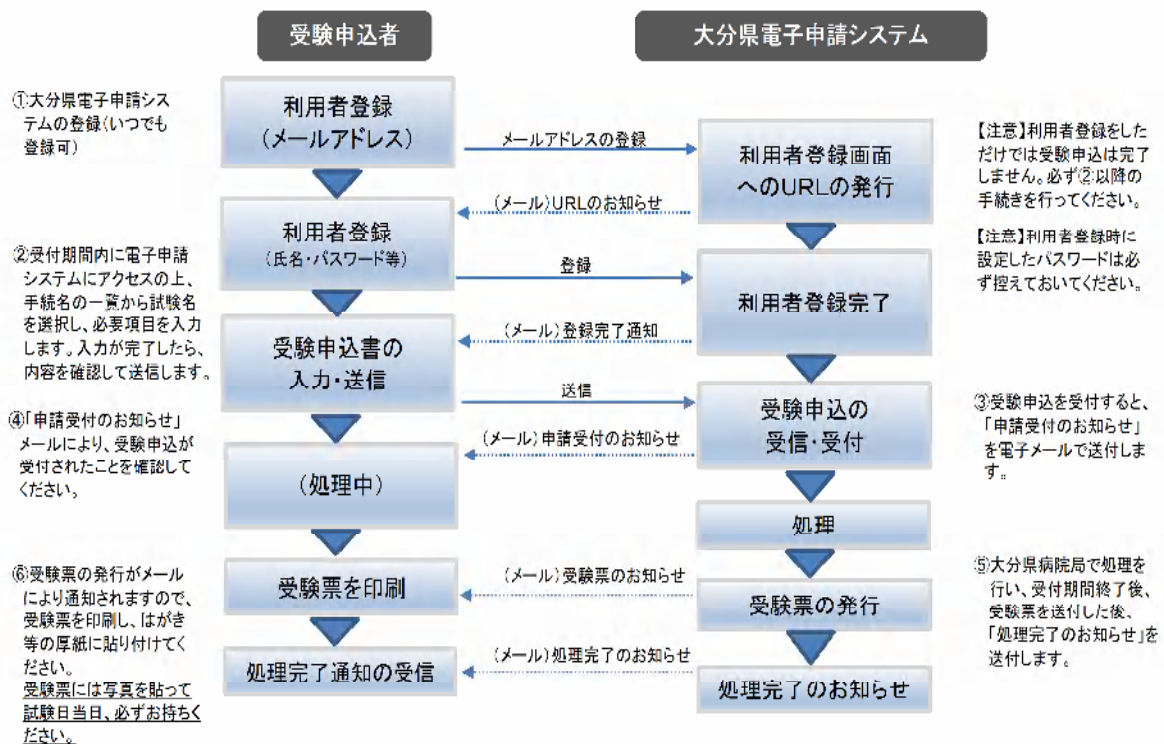 受験申込者
大分県電子申請システム
①大分県電子申請シス
テムの登録(いつでも
登録可)
利用者登録
(メールアドレス)
メールアドレスの登録
利用者登録画面
へのURLの発行
【注意】利用者登録をした
だけでは受験申込は完了
しません。必ず②以降の
手続きを行ってください。
(メール)URLのお知らせ
利用者登録
(氏名・パスワード等)
【注意】利用者登録時に
設定したパスワードは必
ず控えておいてください。
②受付期間内に電子申請
システムにアクセスの上、
手続名の一覧から試験名
を選択し、必要項目を入力
します。入力が完了したら、
内容を確認して送信します。
登録
利用者登録完了
(メール)登録完了通知
受験申込書の
入力・送信
送信
受験申込の
受信・受付
③受験申込を受付すると、
「申請受付のお知らせ」
を電子メールで送付しま
す。
④「申請受付のお知らせ」
メールにより、受験申込が
受付されたことを確認して
ください。
(メール)申請受付のお知らせ
(処理中)
処理
⑤大分県病院局で処理を
行い、受付期間終了後、
受験票を送付した後、
「処理完了のお知らせ」を
送付します。
⑥受験票の発行がメール
により通知されますので、
受験票を印刷し、はがき
等の厚紙に貼り付けてく
ださい。
受験票には写真を貼って
試験日当日、必ずお持ちく
ださい。
受験票を印刷
(メール)受験票のお知らせ
受験票の発行
処理完了通知の受信
(メール)処理完了のお知らせ
処理完了のお知らせ